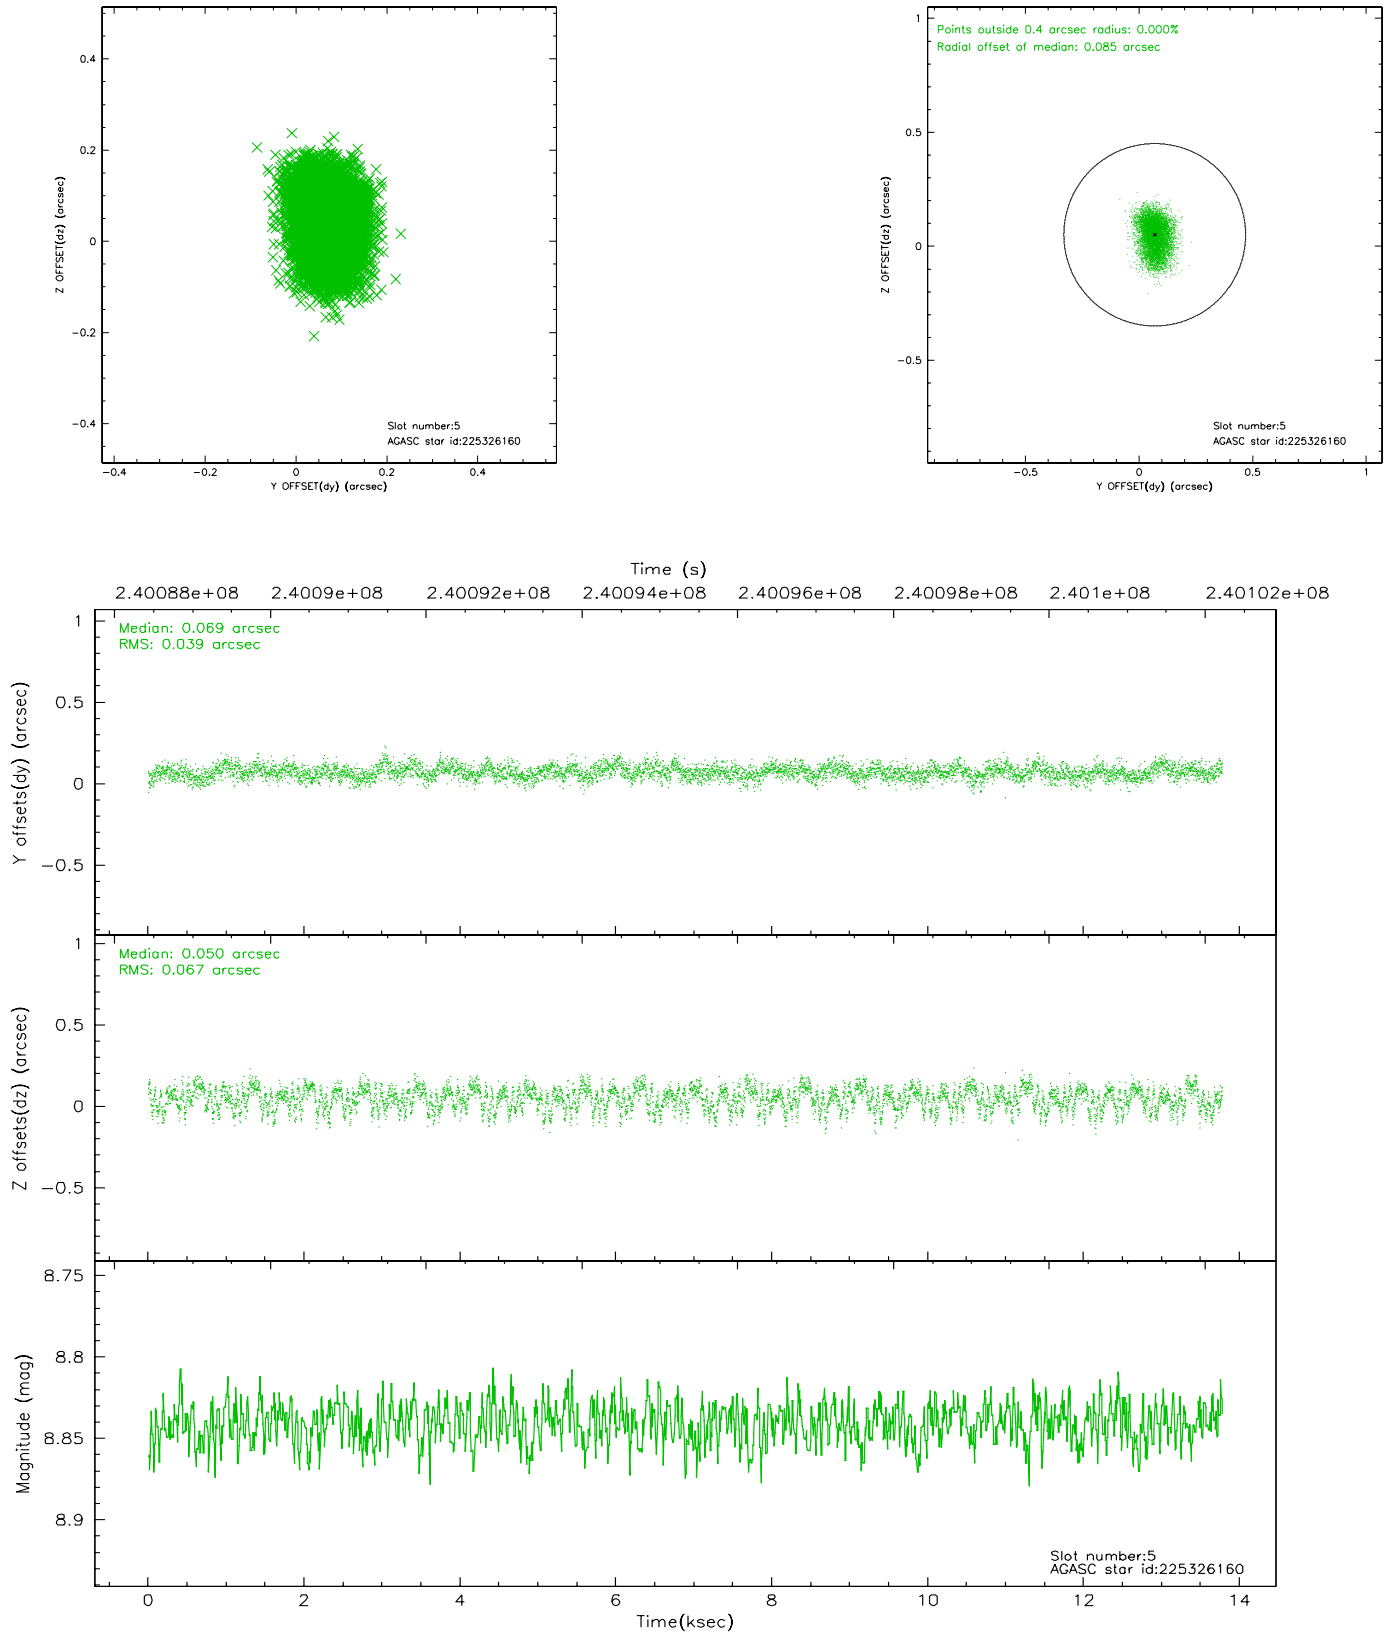 0.4
0.2
0
−0.2
−0.4
Z OFFSET(dz) (arcsec)
Slot number:5
AGASC star id:225326160
−0.4
−0.2
0
0.2
0.4
Y OFFSET(dy) (arcsec)
1
Points outside 0.4 arcsec radius: 0.000%
Radial offset of median: 0.085 arcsec
0.5
0
−0.5
Z OFFSET(dz) (arcsec)
Slot number:5
AGASC star id:225326160
−0.5
0
0.5
1
Y OFFSET(dy) (arcsec)
Time (s)
2.40088e+08
2.4009e+08
2.40092e+08
2.40094e+08
2.40096e+08
2.40098e+08
2.401e+08
2.40102e+08
1
0.5
0
−0.5
Y offsets(dy) (arcsec)
Median: 0.069 arcsec
RMS: 0.039 arcsec
1
0.5
0
−0.5
Z offsets(dz) (arcsec)
Median: 0.050 arcsec
RMS: 0.067 arcsec
8.75
8.8
8.85
8.9
Magnitude (mag)
Slot number:5
AGASC star id:225326160
0
2
4
6
8
10
12
14
Time(ksec)